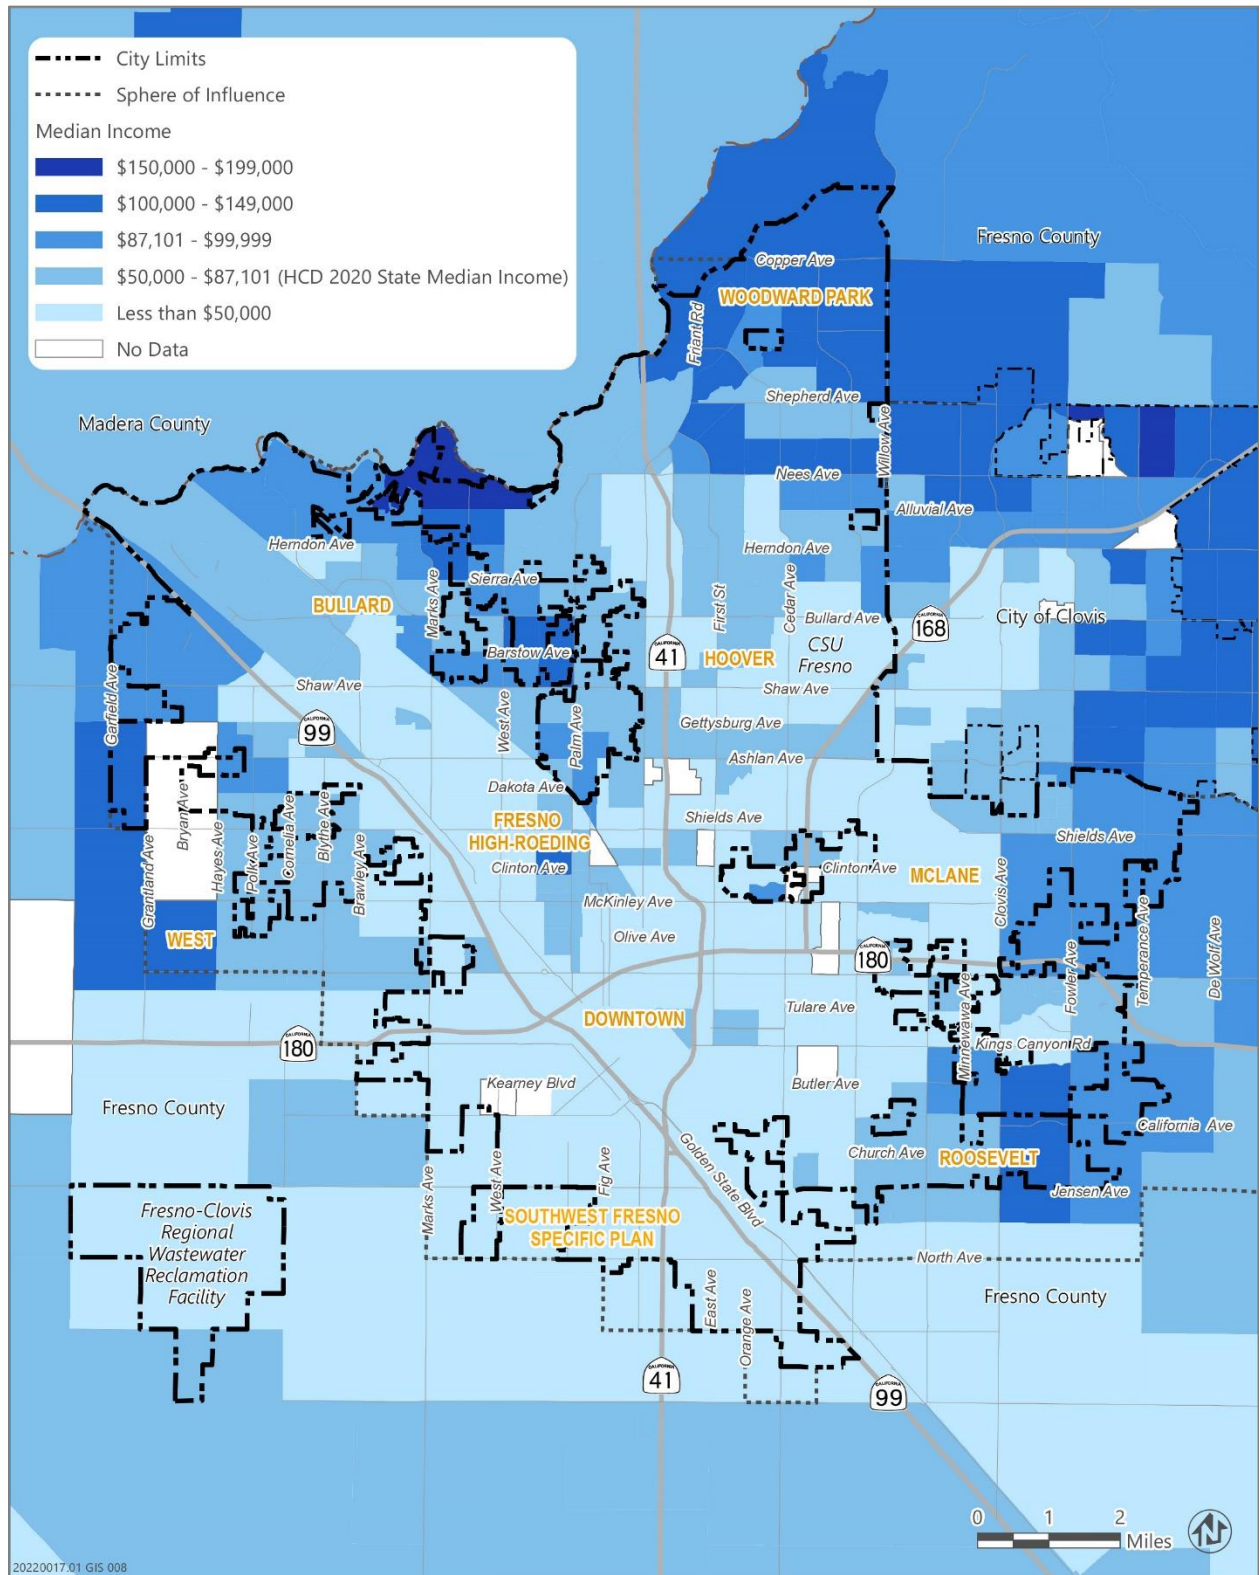 City Limits
Sphere of Influence
Median Income
$150,000 - $199,000
$100,000 - $149,000
$87,101 - $99,999
$50,000 - $87,101 (HCD 2020 State Median Income)
Less than $50,000
No Data
Fresno County
Copper Ave
WOODWARD PARK
Friant Rd
Shepherd Ave
Madera County
Willow Ave
Nees Ave
Alluvial Ave
Herndon Ave
Herndon Ave
Sierra Ave
Marks Ave
BULLARD
First St
Cedar Ave
Bullard Ave
CALIFORNIA
168
City of Clovis
Barstow Ave
CALIFORNIA
41
HOOVER
CSU
Fresno
Shaw Ave
Shaw Ave
Garfield Ave
CALIFORNIA
99
West Ave
Palm Ave
Gettysburg Ave
Ashlan Ave
Dakota Ave
Bryan Ave
Cornelia Ave
Blythe Ave
FRESNO
HIGH-ROEDING
Shields Ave
Shields Ave
Grantland Ave
Hayes Ave
Polk Ave
Brawley Ave
Clinton Ave
Clinton Ave
MCLANE
Clovis Ave
McKinley Ave
WEST
Olive Ave
CALIFORNIA
180
Fowler Ave
Temperance Ave
DeWolf Ave
DOWNTOWN
Tulare Ave
Minnewawa Ave
CALIFORNIA
180
Kings Canyon Rd
Kearney Blvd
Butler Ave
Fresno County
California Ave
Golden State Blvd
Church Ave
ROOSEVELT
Marks Ave
West Ave
Fig Ave
Jensen Ave
Fresno-Clovis
Regional
Wastewater
Reclamation
Facility
SOUTHWEST FRESNO
SPECIFIC PLAN
North Ave
East Ave
Orange Ave
Fresno County
CALIFORNIA
41
CALIFORNIA
99
0 1 2
Miles
N
20220017.01 GIS 008